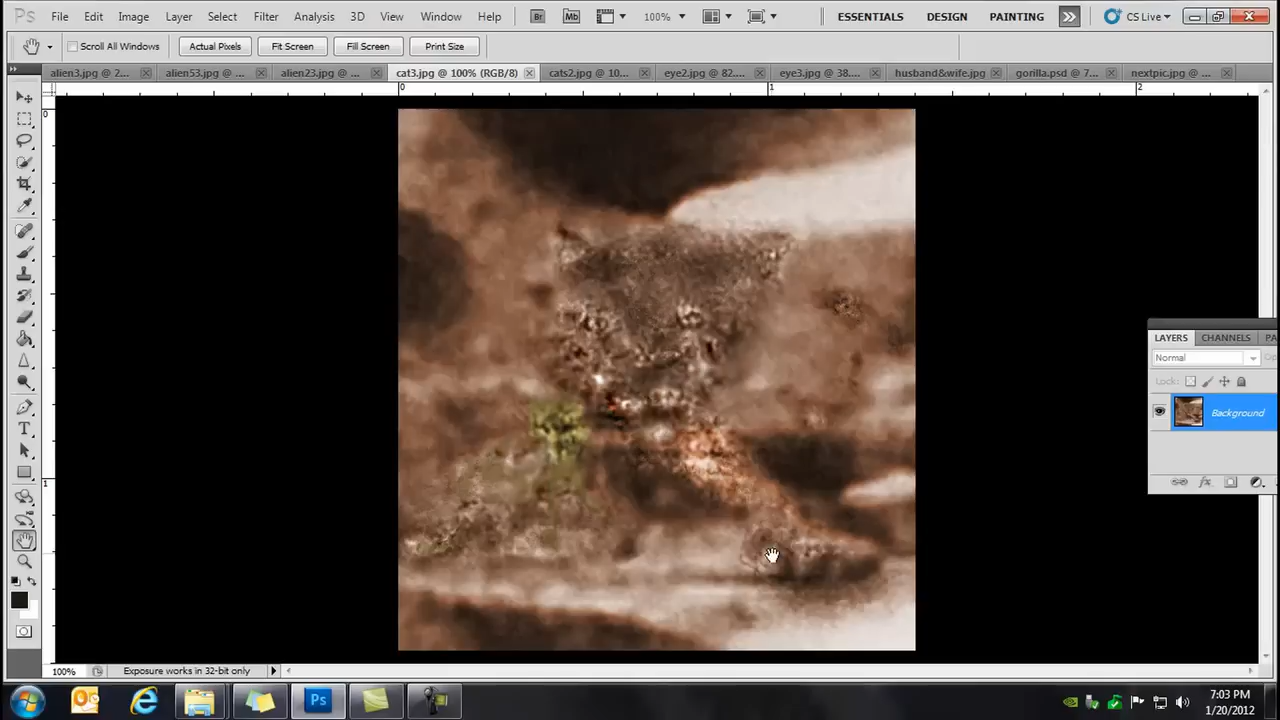 Ps File Edit Image Layer Select Filter Analysis 3D View Window Help Br Mb 100% ESSENTIALS DESIGN PAINTING CS Live
Scroll All Windows Actual Pixels Fit Screen Fill Screen Print Size
alien3.jpg @ 2... alien53.jpg @ ... alien23.jpg @ ... cat3.jpg @ 100% (RGB/8) cats2.jpg @ 10... eye2.jpg @ 82.... eye3.jpg @ 38.... husband&wife.jpg gorilla.psd @ 7... nextpic.jpg @ ...
0 1 2
0
1
LAYERS CHANNELS PA
Normal
Lock:
Background
100% Exposure works in 32-bit only
Ps
7:03 PM
1/20/2012